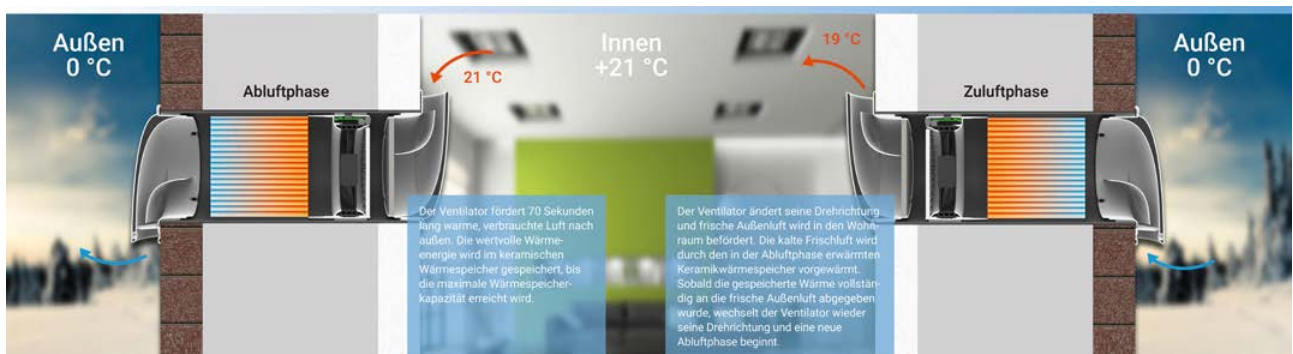 Außen
0 °C
Abluftphase
21 °C
Innen
+21 °C
19 °C
Zuluftphase
Außen
0 °C
Der Ventilator fördert 70 Sekunden
lang warme, verbrauchte Luft nach
außen. Die wertvolle Wärme-
energie wird im keramischen
Wärmespeicher gespeichert, bis
die maximale Wärmespeicher-
kapazität erreicht wird.
Der Ventilator ändert seine Drehrichtung
und frische Außenluft wird in den Wohn-
raum befördert. Die kalte Frischluft wird
durch den in der Abluftphase erwärmten
Keramikwärmespeicher vorgewärmt.
Sobald die gespeicherte Wärme vollstän-
dig an die frische Außenluft abgegeben
wurde, wechselt der Ventilator wieder
seine Drehrichtung und eine neue
Abluftphase beginnt.